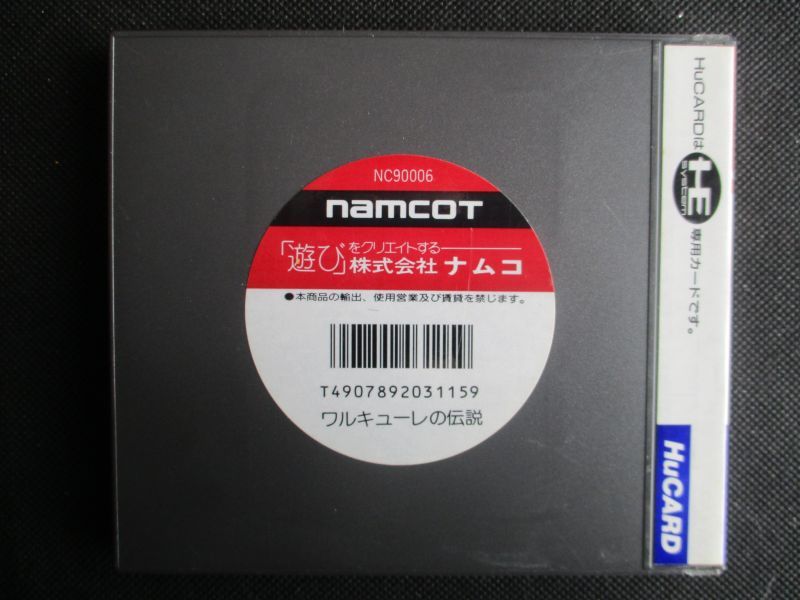 NC90006
namcoT
「遊び」をクリエイトする
株式会社 ナムコ
●本商品の輸出、使用営業及び賃貸を禁じます。
T4907892031159
ワルキューレの伝説
HuCARDは HE system 専用カードです。
HuCARD